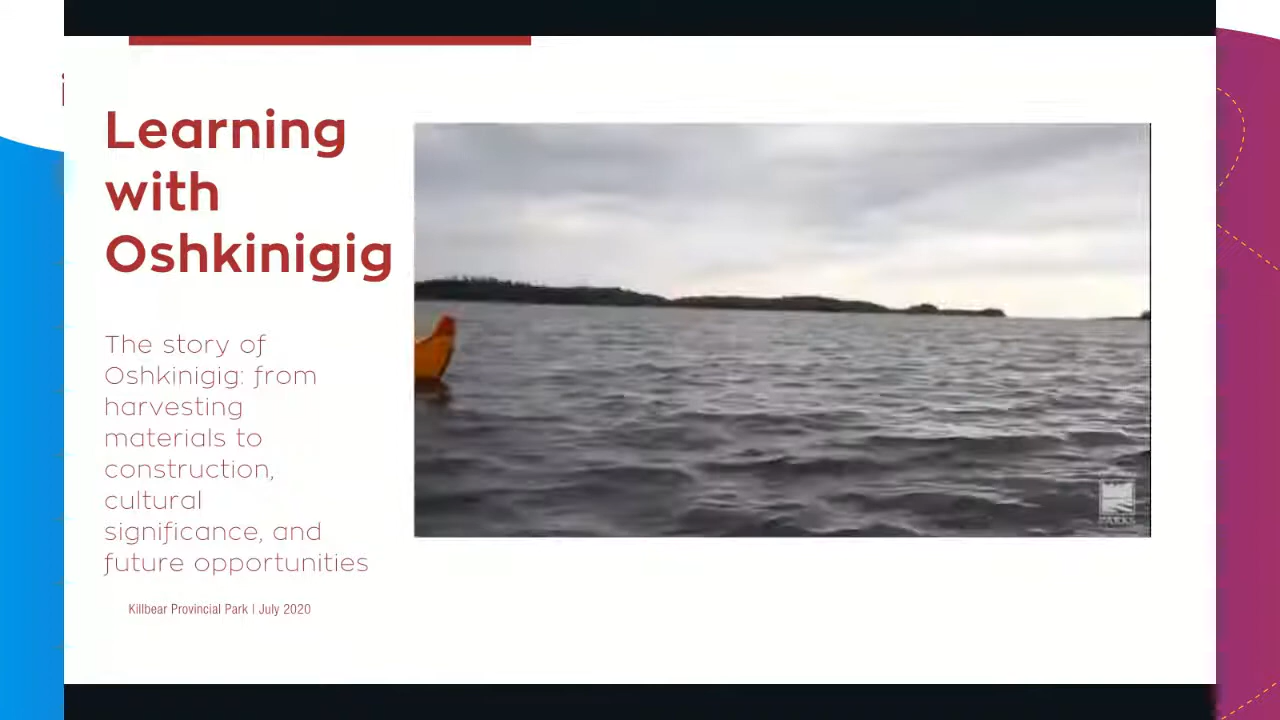 Learning
with
Oshkinigig
The story of
Oshkinigig: from
harvesting
materials to
construction,
cultural
significance, and
future opportunities
Killbear Provincial Park | July 2020
PARKS